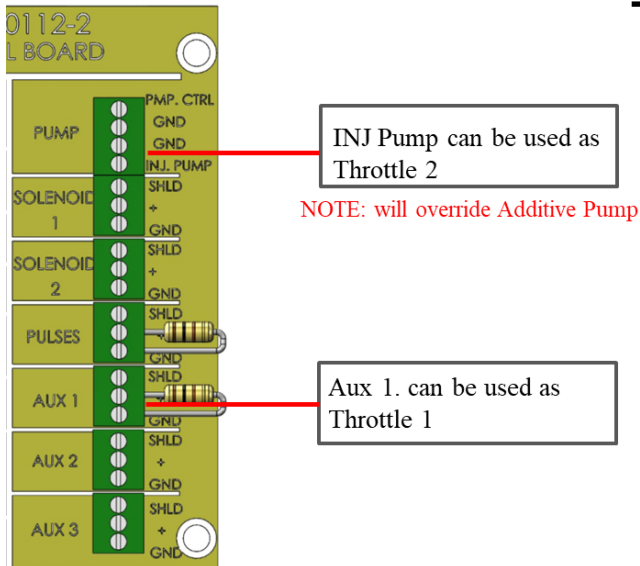 0112-2
L BOARD
PUMP
PMP. CTRL
GND
GND
INJ. PUMP
SOLENOID
1
SHLD
+
GND
SOLENOID
2
SHLD
+
GND
PULSES
SHLD
GND
AUX 1
SHLD
GND
AUX 2
SHLD
+
GND
AUX 3
SHLD
+
GND
INJ Pump can be used as
Throttle 2
NOTE: will override Additive Pump
Aux 1. can be used as
Throttle 1